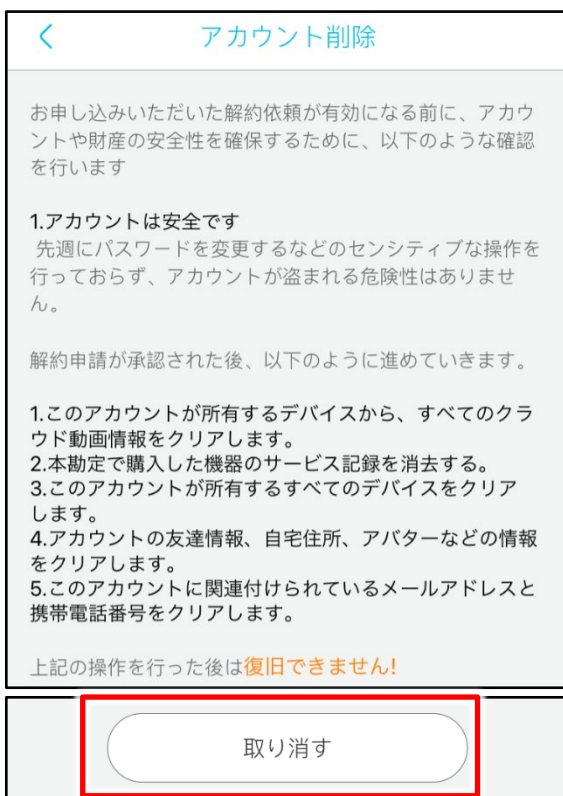 アカウント削除
お申し込みいただいた解約依頼が有効になる前に、アカウ
ントや財産の安全性を確保するために、以下のような確認
を行います
1.アカウントは安全です
先週にパスワードを変更するなどのセンシティブな操作を
行っておらず、アカウントが盗まれる危険性はありませ
ん。
解約申請が承認された後、以下のように進めていきます。
1.このアカウントが所有するデバイスから、すべてのクラ
ウド動画情報をクリアします。
2.本勘定で購入した機器のサービス記録を消去する。
3.このアカウントが所有するすべてのデバイスをクリア
します。
4.アカウントの友達情報、自宅住所、アバターなどの情報
をクリアします。
5.このアカウントに関連付けられているメールアドレスと
携帯電話番号をクリアします。
上記の操作を行った後は復旧できません!
取り消す